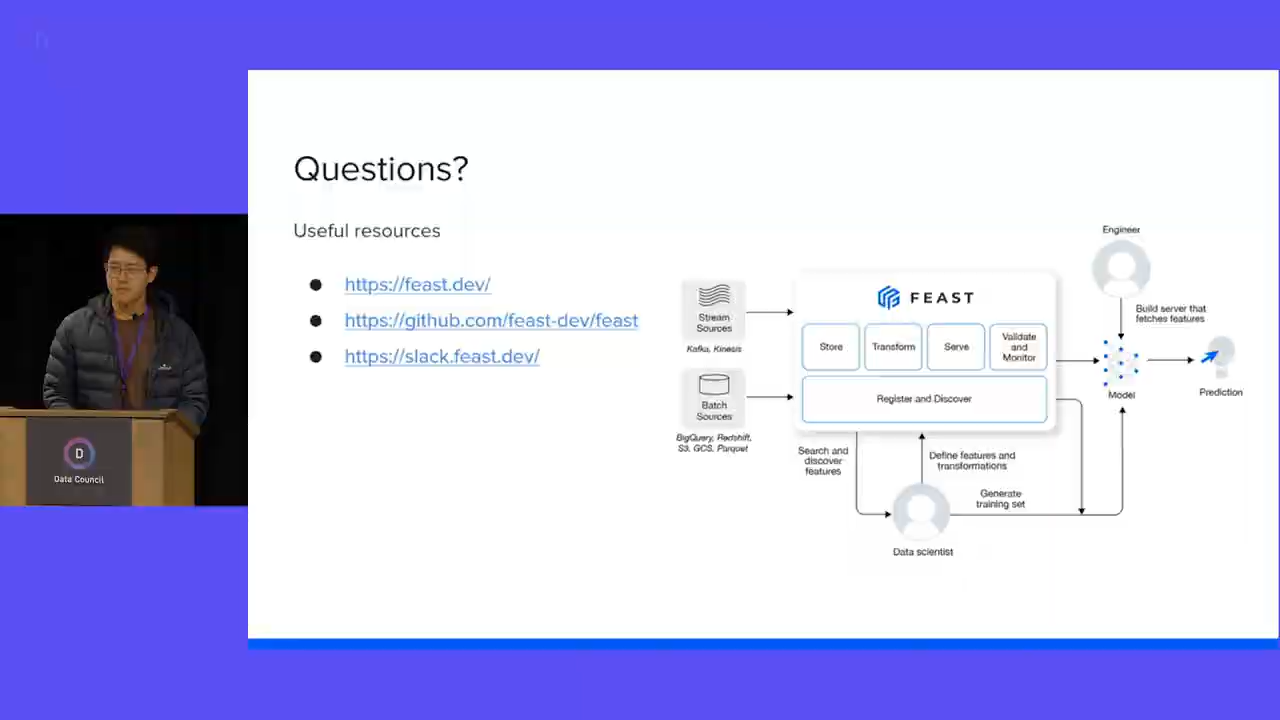 Questions?
Useful resources
https://feast.dev/
https://github.com/feast-dev/feast
https://slack.feast.dev/
Engineer
Build server that
fetches features
Stream
Sources
Kafka, Kinesis
Batch
Sources
BigQuery, Redshift,
S3, GCS, Parquet
FEAST
Store
Transform
Serve
Validate
and
Monitor
Register and Discover
Model
Prediction
Search and
discover
features
Define features and
transformations
Generate
training set
Data scientist
D
Data Council